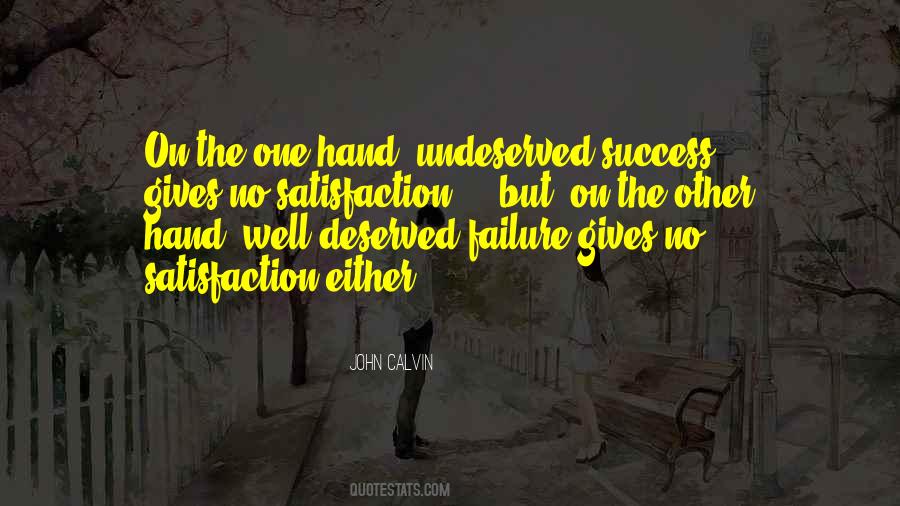 On the one hand undeserved success
gives no satisfaction but on the other
hand well deserved failure gives no
satisfaction either
JOHN CALVIN
QUOTESTATS.COM